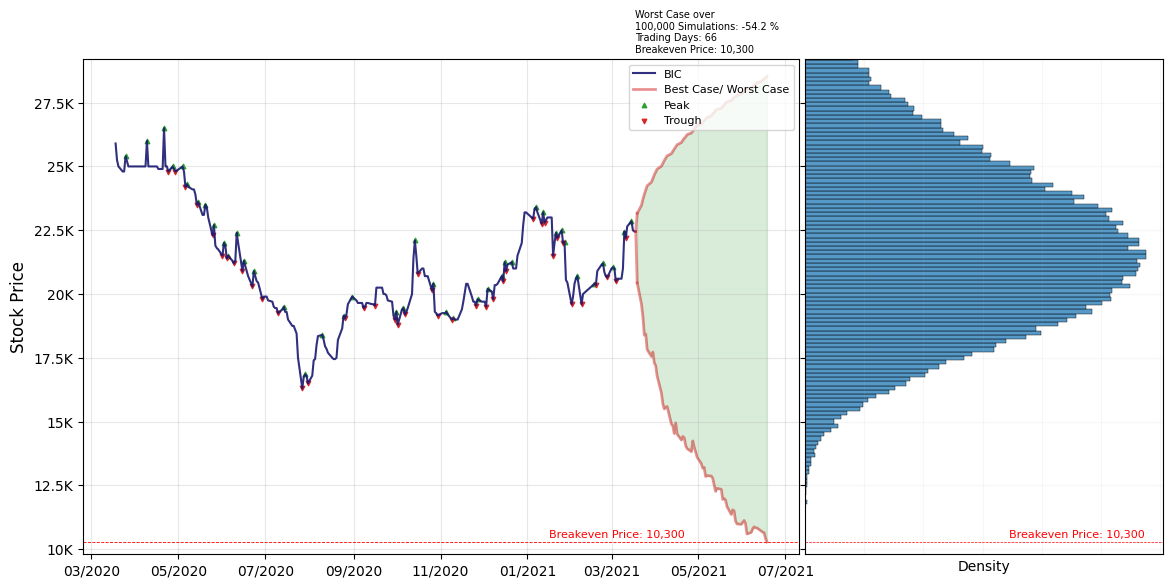 Worst Case over
100,000 Simulations: -54.2 %
Trading Days: 66
Breakeven Price: 10,300
BIC
Best Case/ Worst Case
Peak
Trough
Stock Price
27.5K
25K
22.5K
20K
17.5K
15K
12.5K
10K
Breakeven Price: 10,300
Breakeven Price: 10,300
03/2020
05/2020
07/2020
09/2020
11/2020
01/2021
03/2021
05/2021
07/2021
Density